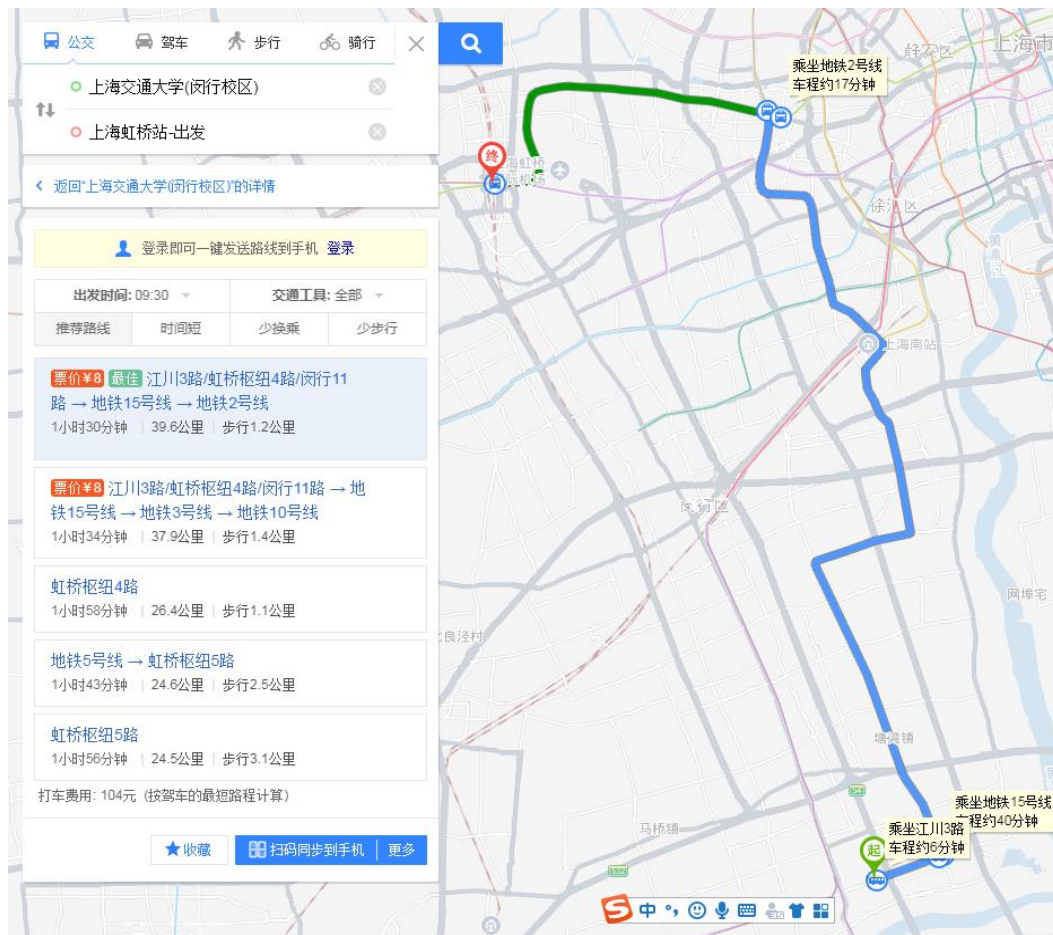 公交 驾车 步行 骑行
上海交通大学(闵行校区)
上海虹桥站-出发
返回"上海交通大学(闵行校区)"的详情
登录即可一键发送路线到手机 登录
出发时间: 09:30 交通工具: 全部
推荐路线 时间短 少换乘 少步行
票价¥8 最佳 江川3路/虹桥枢纽4路/闵行11
路 → 地铁15号线 → 地铁2号线
1小时30分钟 | 39.6公里 | 步行1.2公里
票价¥8 江川3路/虹桥枢纽4路/闵行11路 → 地
铁15号线 → 地铁3号线 → 地铁10号线
1小时34分钟 | 37.9公里 | 步行1.4公里
虹桥枢纽4路
1小时58分钟 | 26.4公里 | 步行1.1公里
地铁5号线 → 虹桥枢纽5路
1小时43分钟 | 24.6公里 | 步行2.5公里
虹桥枢纽5路
1小时56分钟 | 24.5公里 | 步行3.1公里
打车费用: 104元 (按驾车的最短路程计算)
收藏 扫码同步到手机 | 更多
静安区
上海市
乘坐地铁2号线
车程约17分钟
终
海虹桥
际机场
徐汇区
黄浦江
上海南站
闵行区
网埠宅
北良泾村
塘湾镇
马桥镇
乘坐地铁15号线
车程约40分钟
乘坐江川3路
车程约6分钟
起
S 中